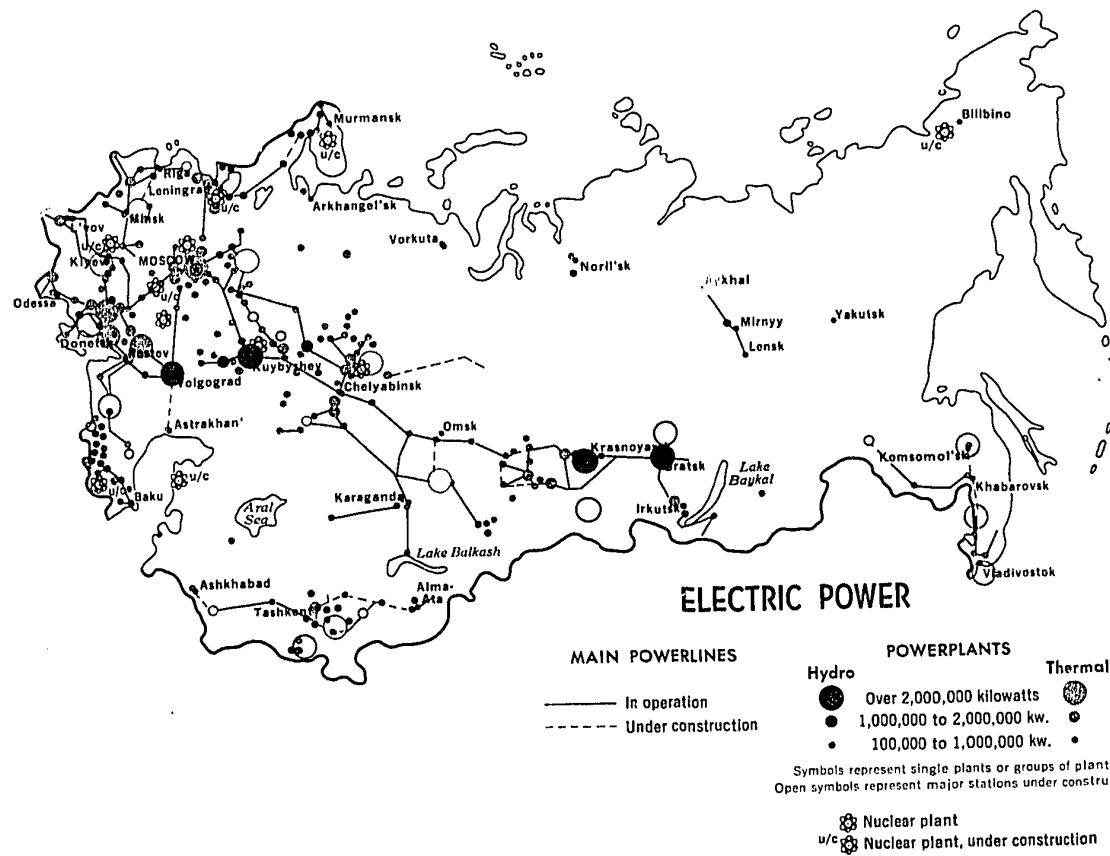 Murmansk
u/c
Bilibino
u/c
Riga
Leningra
u/c
Minsk
Arkhangel'sk
L'vov
u/c
Kiyev
MOSCOW
Vorkuta
Noril'sk
u/c
Odessa
Mirnyy
Yakutsk
Lensk
Donetsk
Rostov
Kuybyshev
Volgograd
Chelyabinsk
Astrakhan'
Omsk
Krasnoya
Bratsk
Komsomol'sk
Lake
Baykal
u/c
Baku
u/c
Khabarovsk
Karaganda
Irkutsk
Aral
Sea
Lake Balkash
Vladivostok
Ashkhabad
Alma-
Ata
Tashkent
ELECTRIC POWER
MAIN POWERLINES
In operation
Under construction
POWERPLANTS
Hydro Thermal
Over 2,000,000 kilowatts
1,000,000 to 2,000,000 kw.
100,000 to 1,000,000 kw.
Symbols represent single plants or groups of plant
Open symbols represent major stations under constru
Nuclear plant
u/c Nuclear plant, under construction